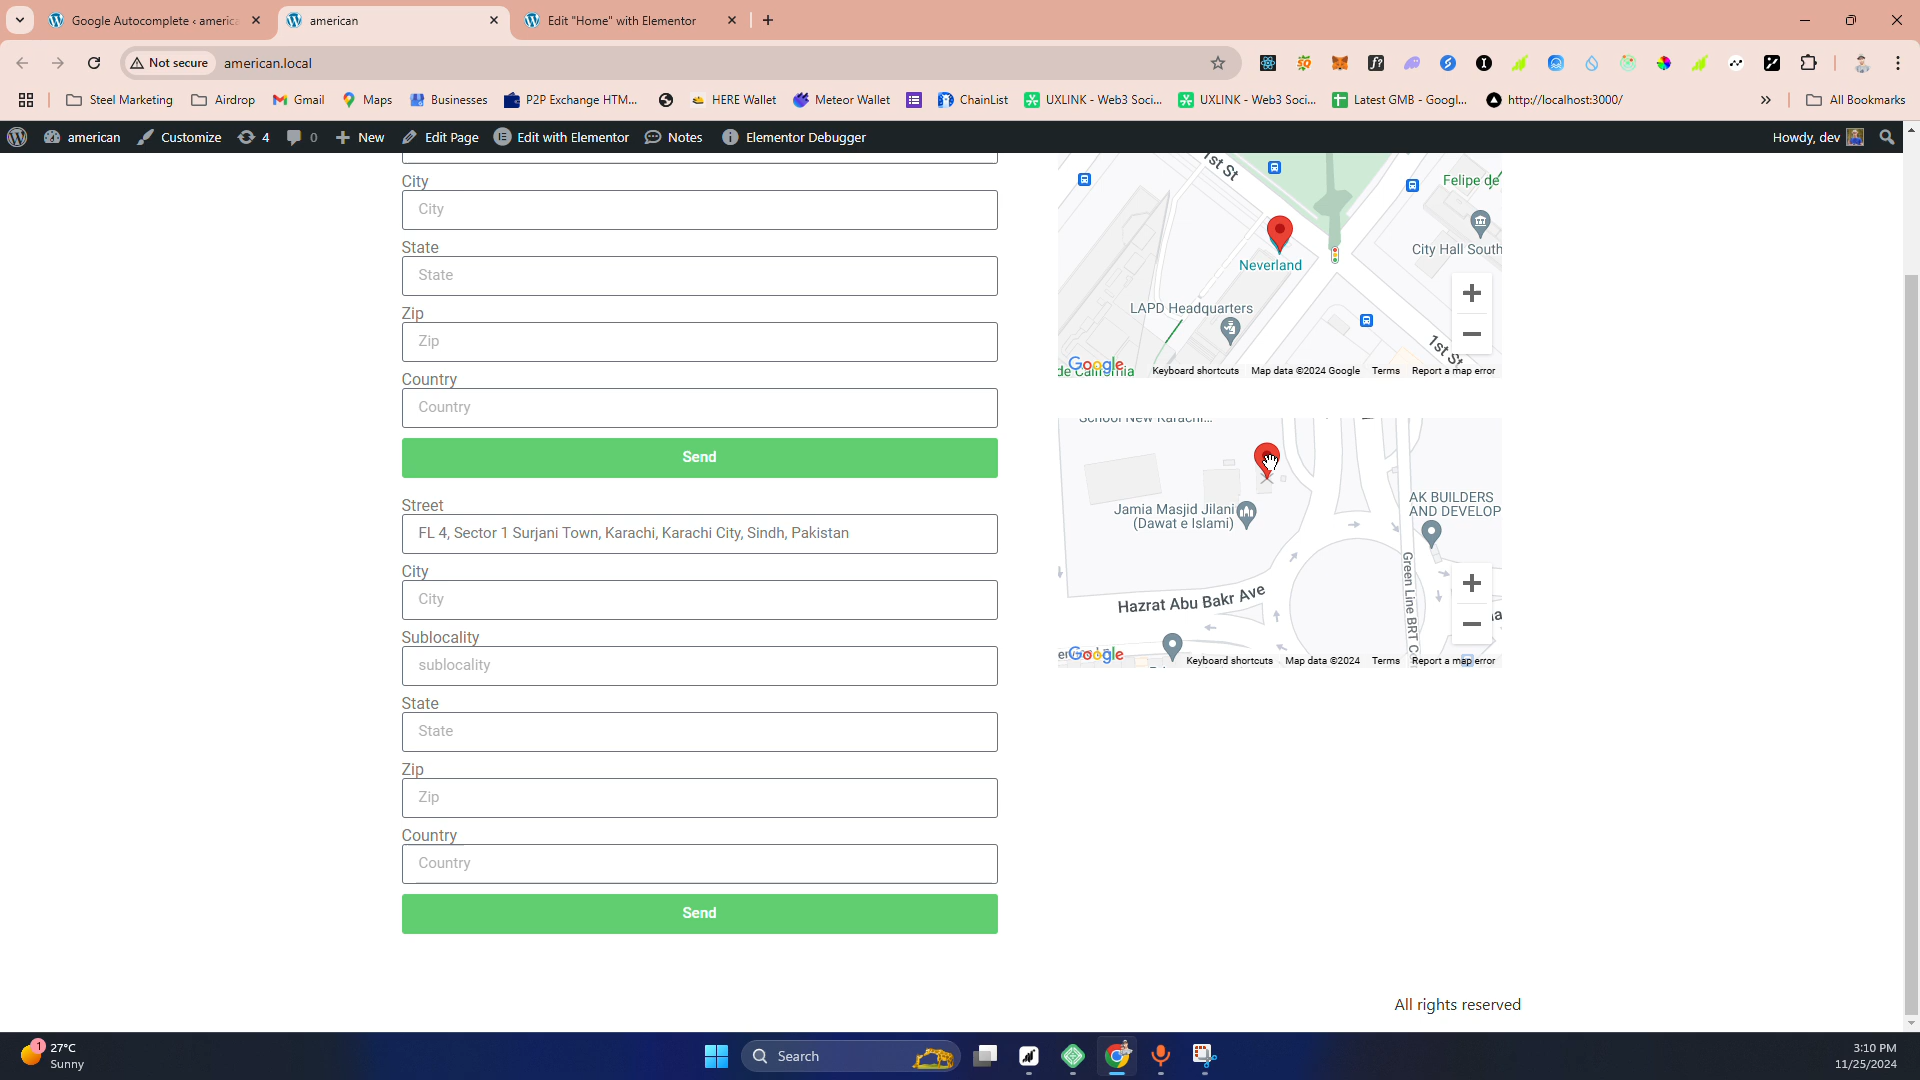 Google Autocomplete ‹ americ
american
Edit "Home" with Elementor
Not secure
american.local
Steel Marketing
Airdrop
Gmail
Maps
Businesses
P2P Exchange HTM...
HERE Wallet
Meteor Wallet
ChainList
UXLINK - Web3 Soci...
UXLINK - Web3 Soci...
Latest GMB - Googl...
http://localhost:3000/
All Bookmarks
american
Customize
4
0
New
Edit Page
Edit with Elementor
Notes
Elementor Debugger
Howdy, dev
City
City
State
State
Zip
Zip
Country
Country
Send
Street
FL 4, Sector 1 Surjani Town, Karachi, Karachi City, Sindh, Pakistan
City
City
Sublocality
sublocality
State
State
Zip
Zip
Country
Country
Send
1st St
Felipe de
City Hall South
Neverland
LAPD Headquarters
1st St
Google
de California
Keyboard shortcuts
Map data ©2024 Google
Terms
Report a map error
School New Karachi...
Jamia Masjid Jilani
(Dawat e Islami)
AK BUILDERS
AND DEVELOP
Hazrat Abu Bakr Ave
Green Line BRT C
Google
Keyboard shortcuts
Map data ©2024
Terms
Report a map error
All rights reserved
1
27°C
Sunny
Search
3:10 PM
11/25/2024